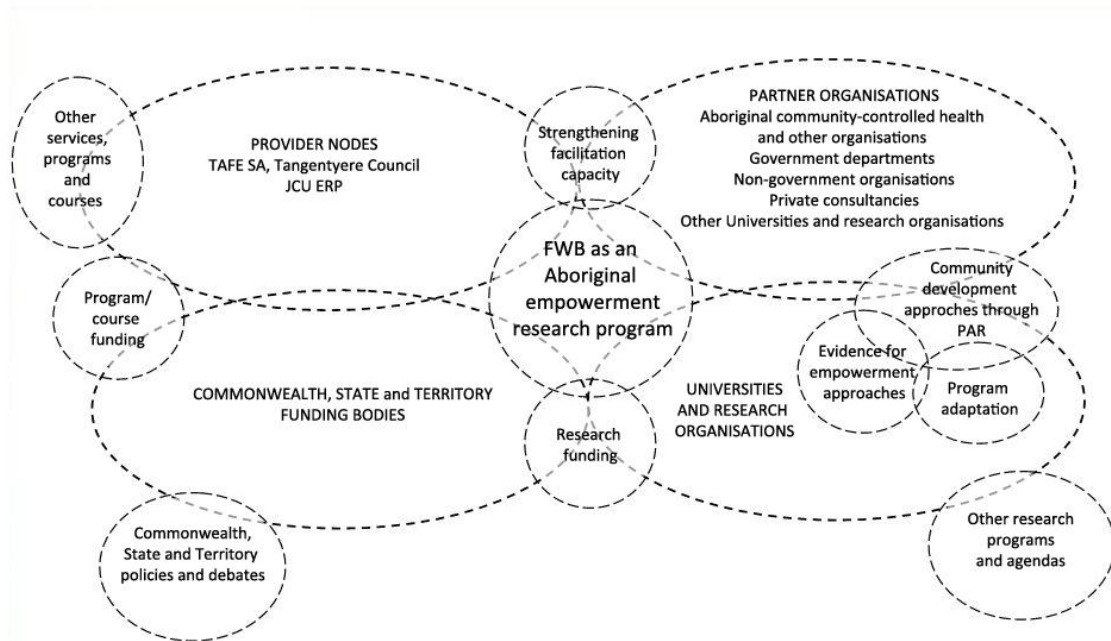 Other
services,
programs
and
courses
PROVIDER NODES
TAFE SA, Tangentyere Council
JCU ERP
Strengthening
facilitation
capacity
PARTNER ORGANISATIONS
Aboriginal community-controlled health
and other organisations
Government departments
Non-government organisations
Private consultancies
Other Universities and research organisations
FWB as an
Aboriginal
empowerment
research program
Program/
course
funding
Community
development
approches through
PAR
Evidence for
empowerment
approaches
Program
adaptation
COMMONWEALTH, STATE and TERRITORY
FUNDING BODIES
UNIVERSITIES
AND RESEARCH
ORGANISATIONS
Research
funding
Commonwealth,
State and Territory
policies and debates
Other research
programs
and agendas